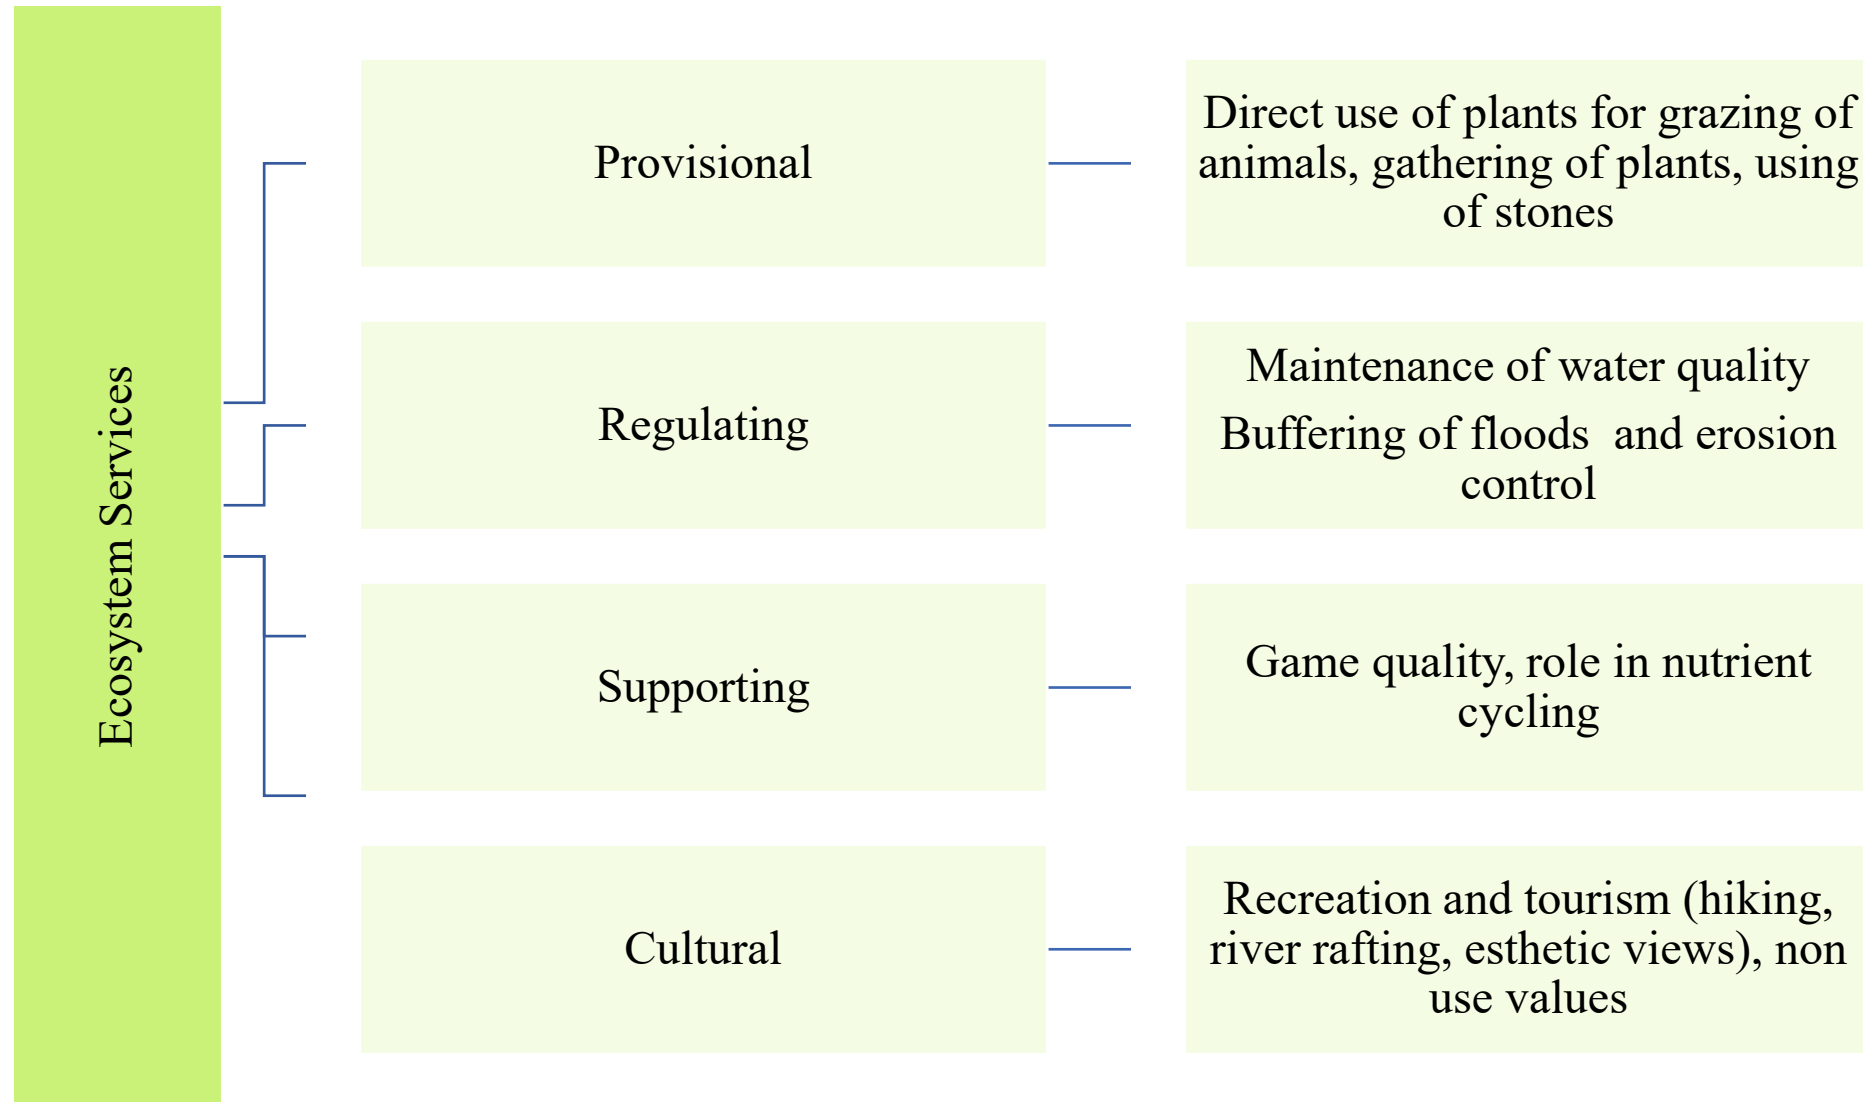 Ecosystem Services
Provisional
Direct use of plants for grazing of
animals, gathering of plants, using
of stones
Regulating
Maintenance of water quality
Buffering of floods  and erosion
control
Supporting
Game quality, role in nutrient
cycling
Cultural
Recreation and tourism (hiking,
river rafting, esthetic views), non
use values